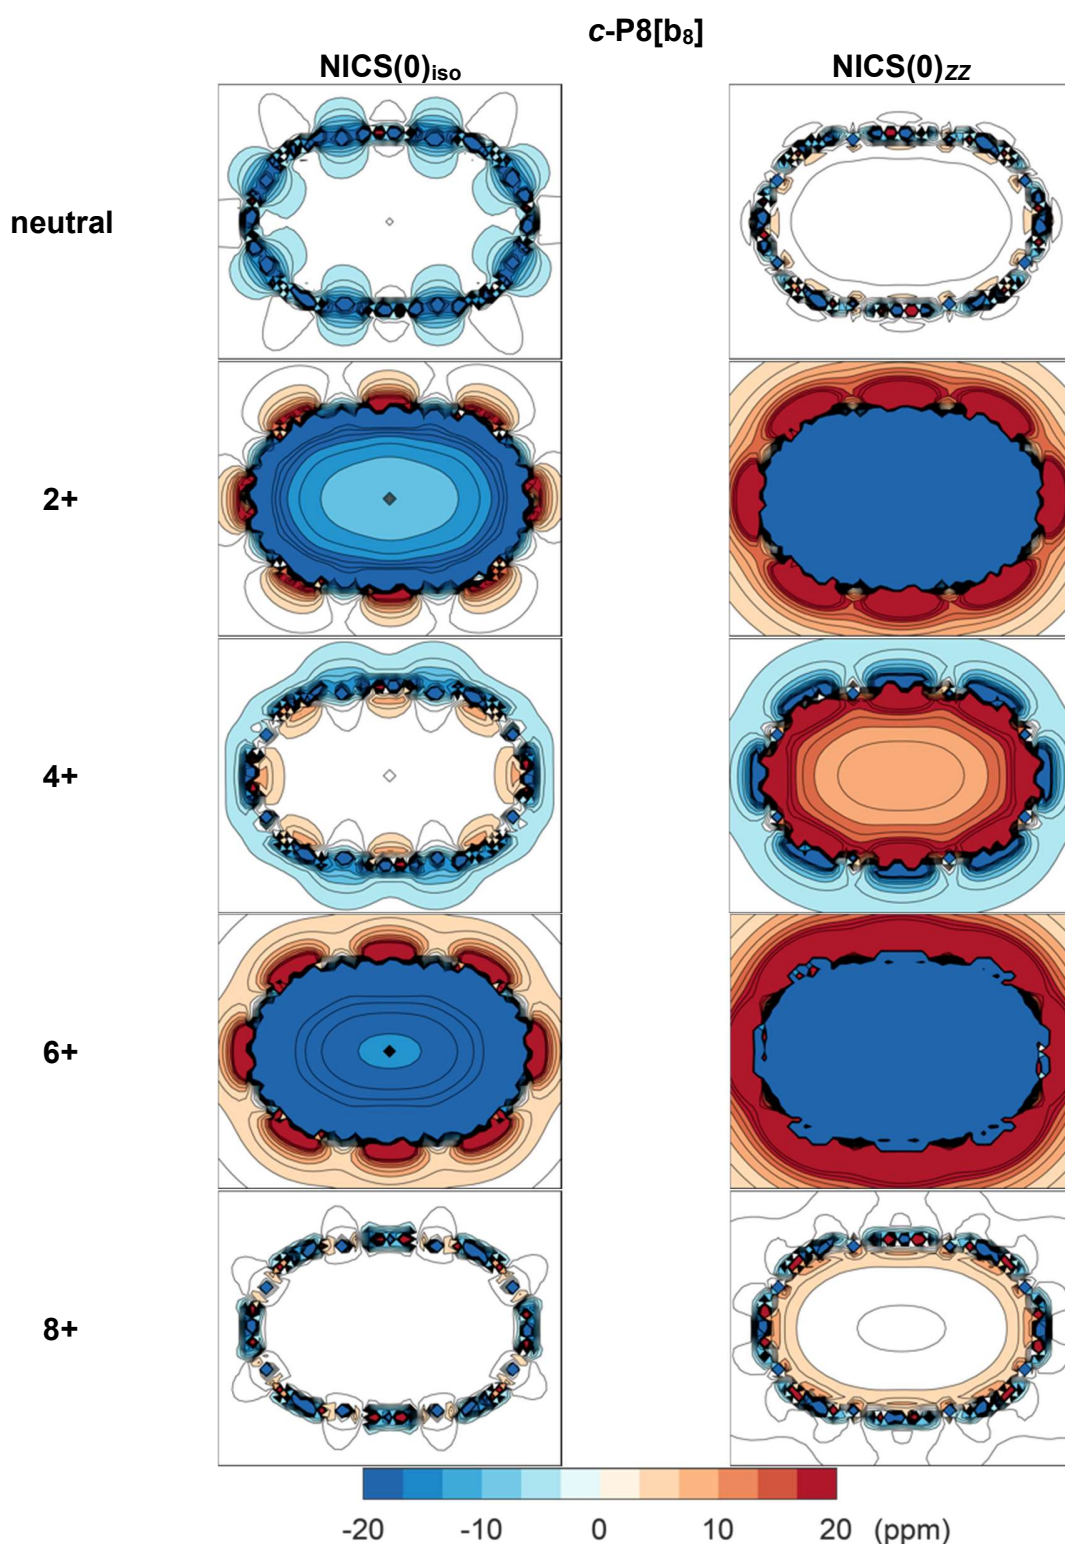 c-P8[b₈]
NICS(0)iso NICS(0)ZZ
neutral
2+
4+
6+
8+
-20 -10 0 10 20 (ppm)